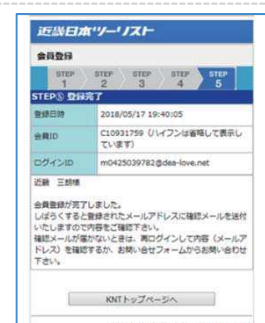 近畿日本ツーリスト
会員登録
STEP 1
STEP 2
STEP 3
STEP 4
STEP 5
STEP⑤ 登録完了
登録日時 2018/05/17 19:40:05
会員ID C10931759（ハイフンは省略して表示しています）
ログインID m0425039782@dea-love.net
近畿 三郎様
会員登録が完了しました。
しばらくすると登録されたメールアドレスに確認メールを送付
いたしますので内容をご確認下さい。
確認メールが届かないときは、再ログインして内容（メールア
ドレス）を確認するか、お問い合せフォームからお問い合わせ
下さい。
KNTトップページへ